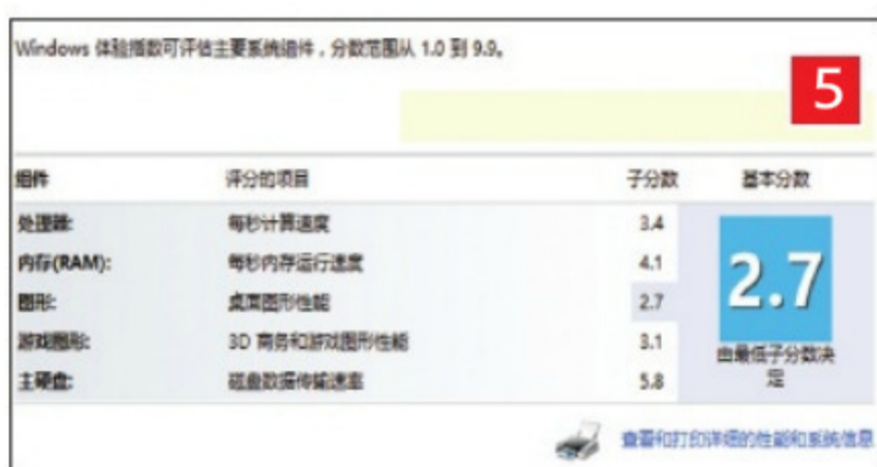 Windows 体验指数可评估主要系统组件，分数范围从 1.0 到 9.9。
5
组件 评分的项目 子分数 基本分数
处理器: 每秒计算速度 3.4
内存(RAM): 每秒内存运行速度 4.1
图形: 桌面图形性能 2.7
游戏图形: 3D 商务和游戏图形性能 3.1
主硬盘: 磁盘数据传输速率 5.8
2.7
由最低子分数决
定
查看和打印详细的性能和系统信息